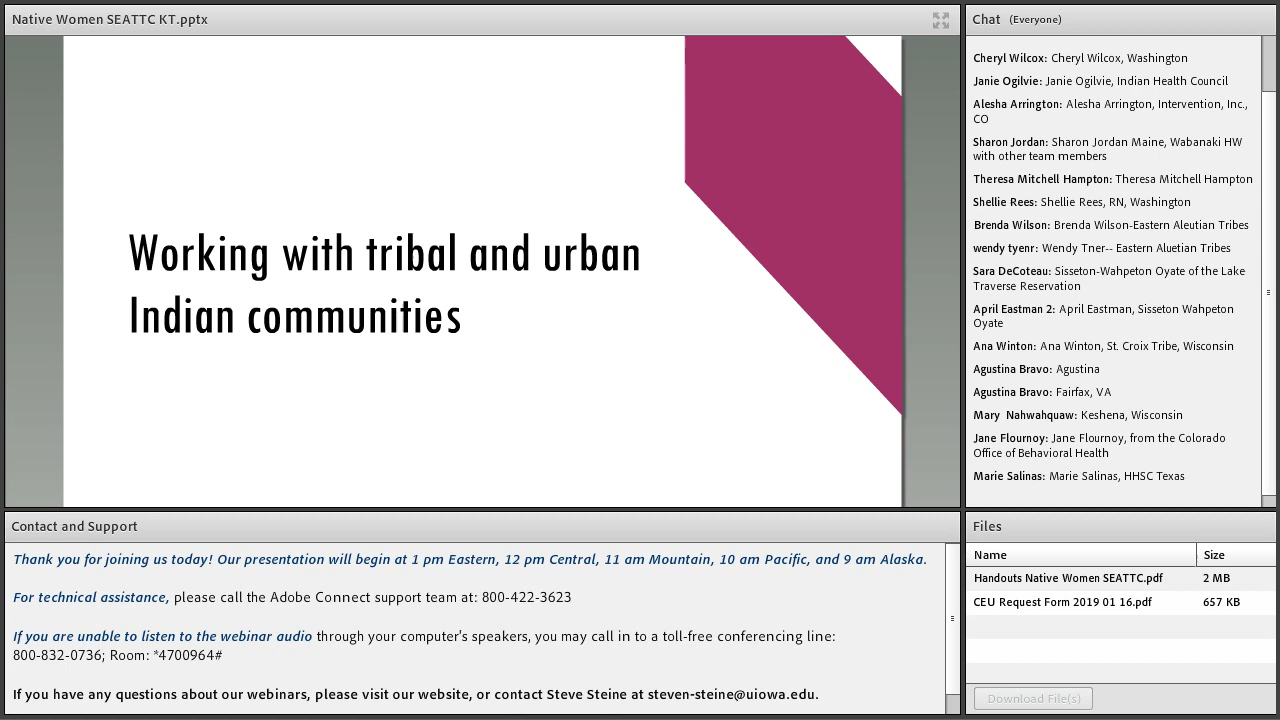 Native Women SEATTC KT.pptx
Working with tribal and urban
Indian communities
Chat (Everyone)
Cheryl Wilcox: Cheryl Wilcox, Washington
Janie Ogilvie: Janie Ogilvie, Indian Health Council
Alesha Arrington: Alesha Arrington, Intervention, Inc.,
CO
Sharon Jordan: Sharon Jordan Maine, Wabanaki HW
with other team members
Theresa Mitchell Hampton: Theresa Mitchell Hampton
Shellie Rees: Shellie Rees, RN, Washington
Brenda Wilson: Brenda Wilson-Eastern Aleutian Tribes
wendy tyenr: Wendy Tner-- Eastern Aluetian Tribes
Sara DeCoteau: Sisseton-Wahpeton Oyate of the Lake
Traverse Reservation
April Eastman 2: April Eastman, Sisseton Wahpeton
Oyate
Ana Winton: Ana Winton, St. Croix Tribe, Wisconsin
Agustina Bravo: Agustina
Agustina Bravo: Fairfax, VA
Mary Nahwahquaw: Keshena, Wisconsin
Jane Flournoy: Jane Flournoy, from the Colorado
Office of Behavioral Health
Marie Salinas: Marie Salinas, HHSC Texas
Contact and Support
Thank you for joining us today! Our presentation will begin at 1 pm Eastern, 12 pm Central, 11 am Mountain, 10 am Pacific, and 9 am Alaska.
For technical assistance, please call the Adobe Connect support team at: 800-422-3623
If you are unable to listen to the webinar audio through your computer's speakers, you may call in to a toll-free conferencing line:
800-832-0736; Room: *4700964#
If you have any questions about our webinars, please visit our website, or contact Steve Steine at steven-steine@uiowa.edu.
Files
Name Size
Handouts Native Women SEATTC.pdf 2 MB
CEU Request Form 2019 01 16.pdf 657 KB
Download File(s)